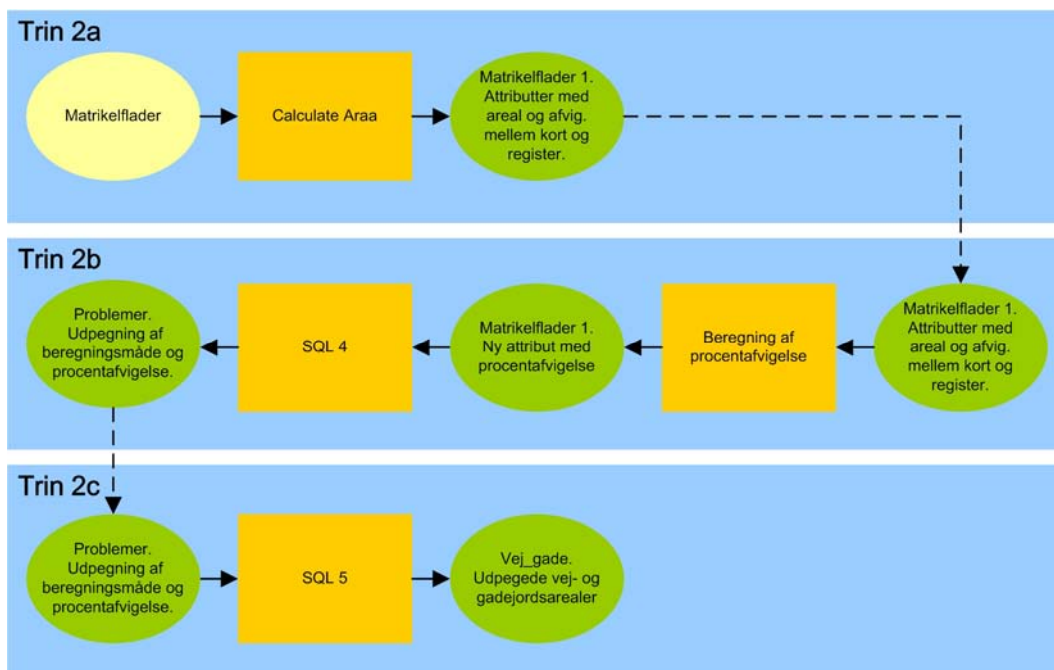 Trin 2a
Matrikelflader
Calculate Araa
Matrikelflader 1.
Attributter med
areal og afvig.
mellem kort og
register.
Trin 2b
Problemer.
Udpegning af
beregningsmåde og
procentafvigelse.
SQL 4
Matrikelflader 1.
Ny attribut med
procentafvigelse
Beregning af
procentafvigelse
Matrikelflader 1.
Attributter med
areal og afvig.
mellem kort og
register.
Trin 2c
Problemer.
Udpegning af
beregningsmåde og
procentafvigelse.
SQL 5
Vej_gade.
Udpegede vej- og
gadejordsarealer